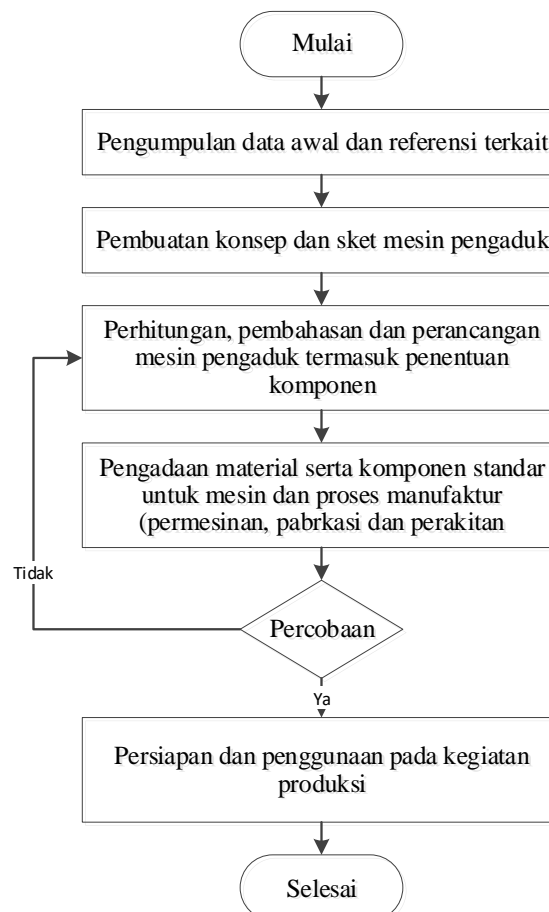 Mulai
Pengumpulan data awal dan referensi terkait
Pembuatan konsep dan sket mesin pengaduk
Perhitungan, pembahasan dan perancangan
mesin pengaduk termasuk penentuan
komponen
Pengadaan material serta komponen standar
untuk mesin dan proses manufaktur
(permesinan, pabrkasi dan perakitan
Tidak
Percobaan
Ya
Persiapan dan penggunaan pada kegiatan
produksi
Selesai